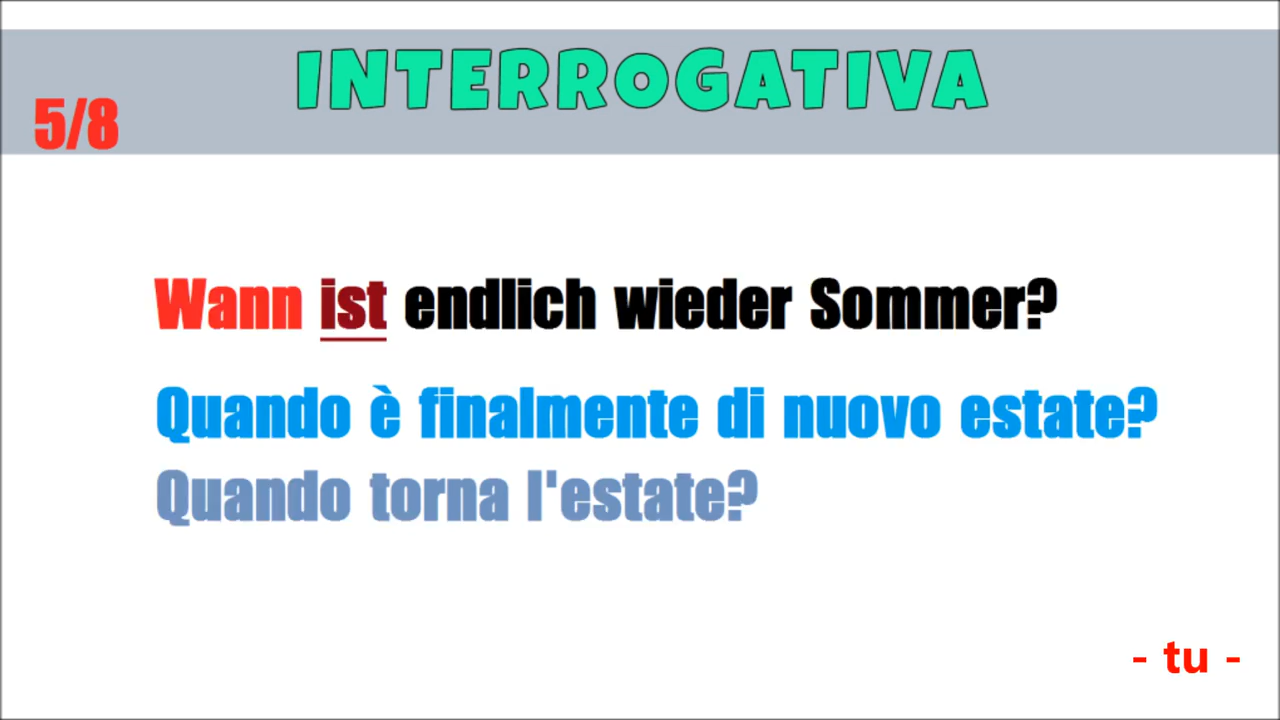 INTERROGATIVA
5/8
Wann ist endlich wieder Sommer?
Quando è finalmente di nuovo estate?
Quando torna l'estate?
- tu -